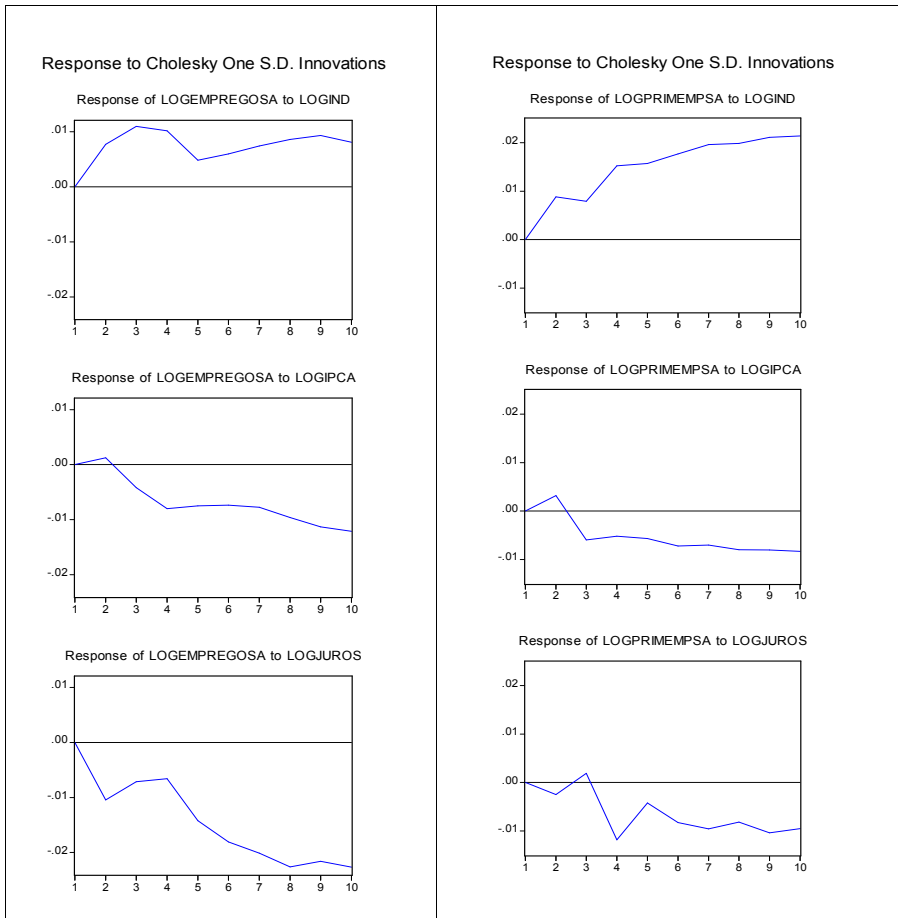 Response to Cholesky One S.D. Innovations
Response of LOGEMPREGOSA to LOGIND
.01
.00
-.01
-.02
1 2 3 4 5 6 7 8 9 10
Response of LOGEMPREGOSA to LOGIPCA
.01
.00
-.01
-.02
1 2 3 4 5 6 7 8 9 10
Response of LOGEMPREGOSA to LOGJUROS
.01
.00
-.01
-.02
1 2 3 4 5 6 7 8 9 10
Response to Cholesky One S.D. Innovations
Response of LOGPRIMEMPSA to LOGIND
.02
.01
.00
-.01
1 2 3 4 5 6 7 8 9 10
Response of LOGPRIMEMPSA to LOGIPCA
.02
.01
.00
-.01
1 2 3 4 5 6 7 8 9 10
Response of LOGPRIMEMPSA to LOGJUROS
.02
.01
.00
-.01
1 2 3 4 5 6 7 8 9 10